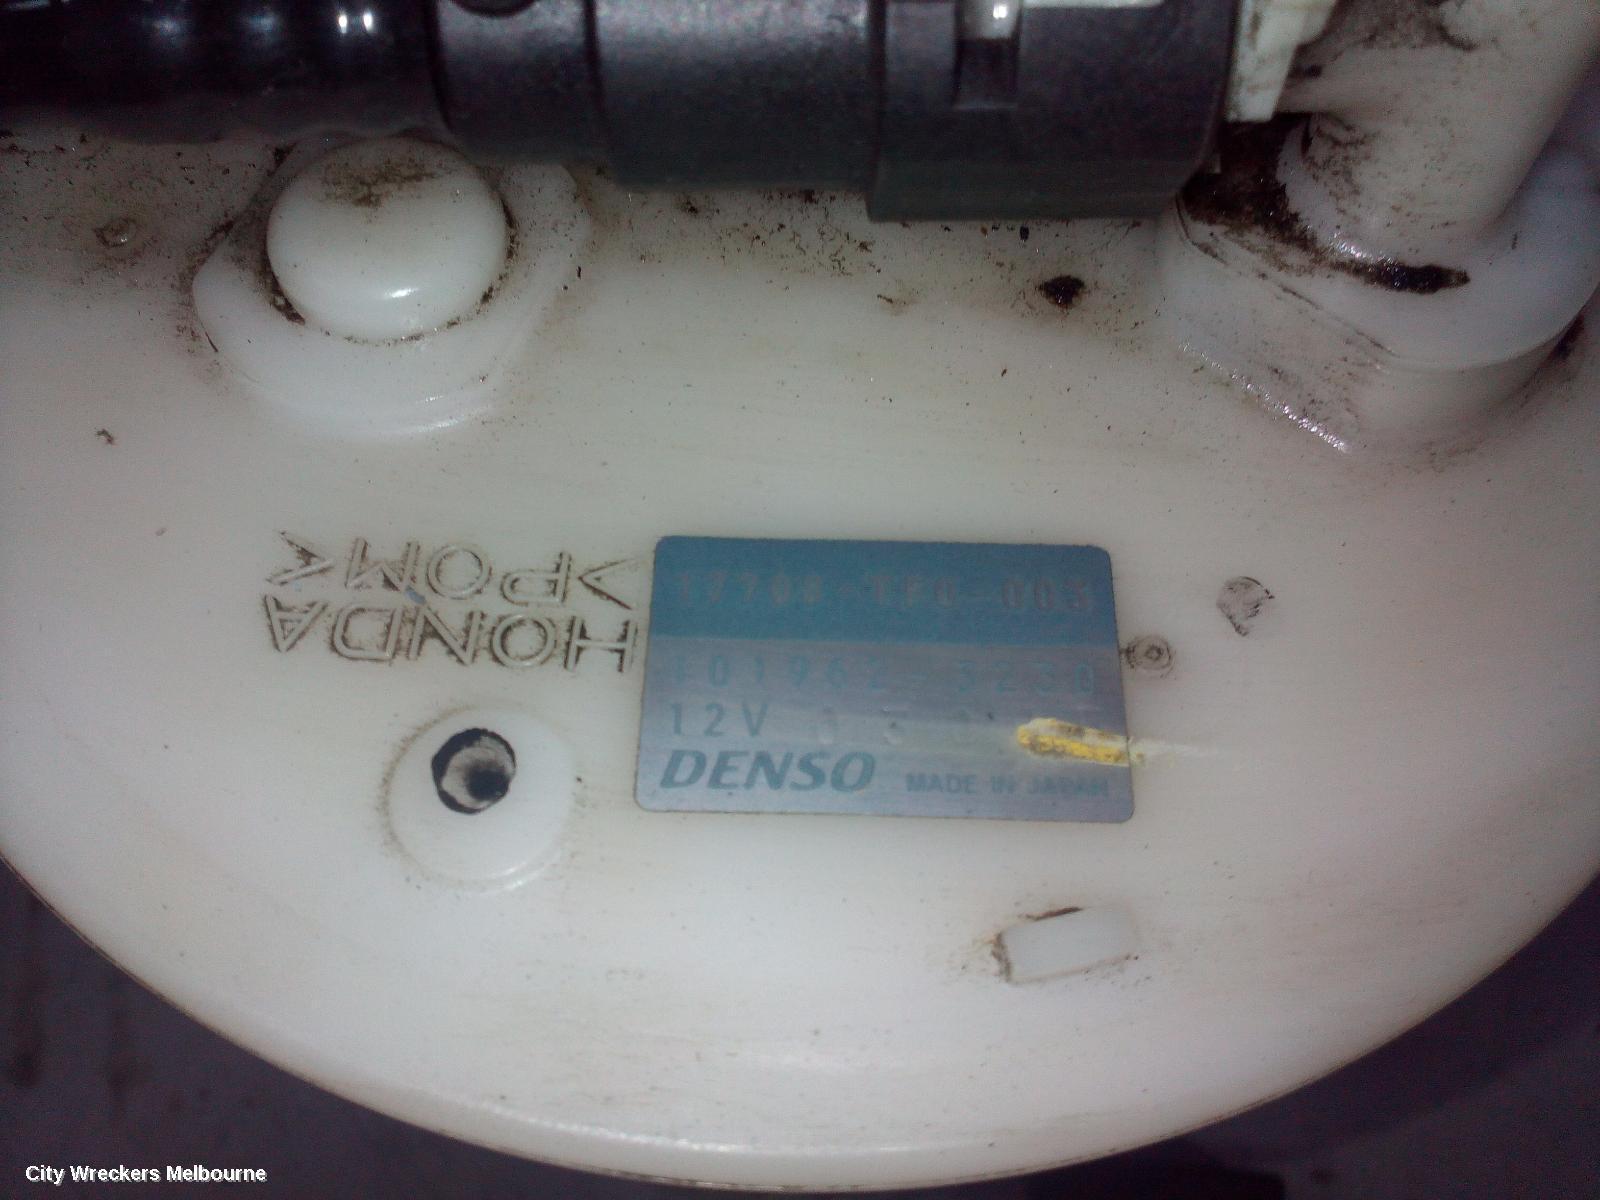 >POM<
HONDA
17708-TF0-003
101962-3230
12V
DENSO MADE IN JAPAN
City Wreckers Melbourne